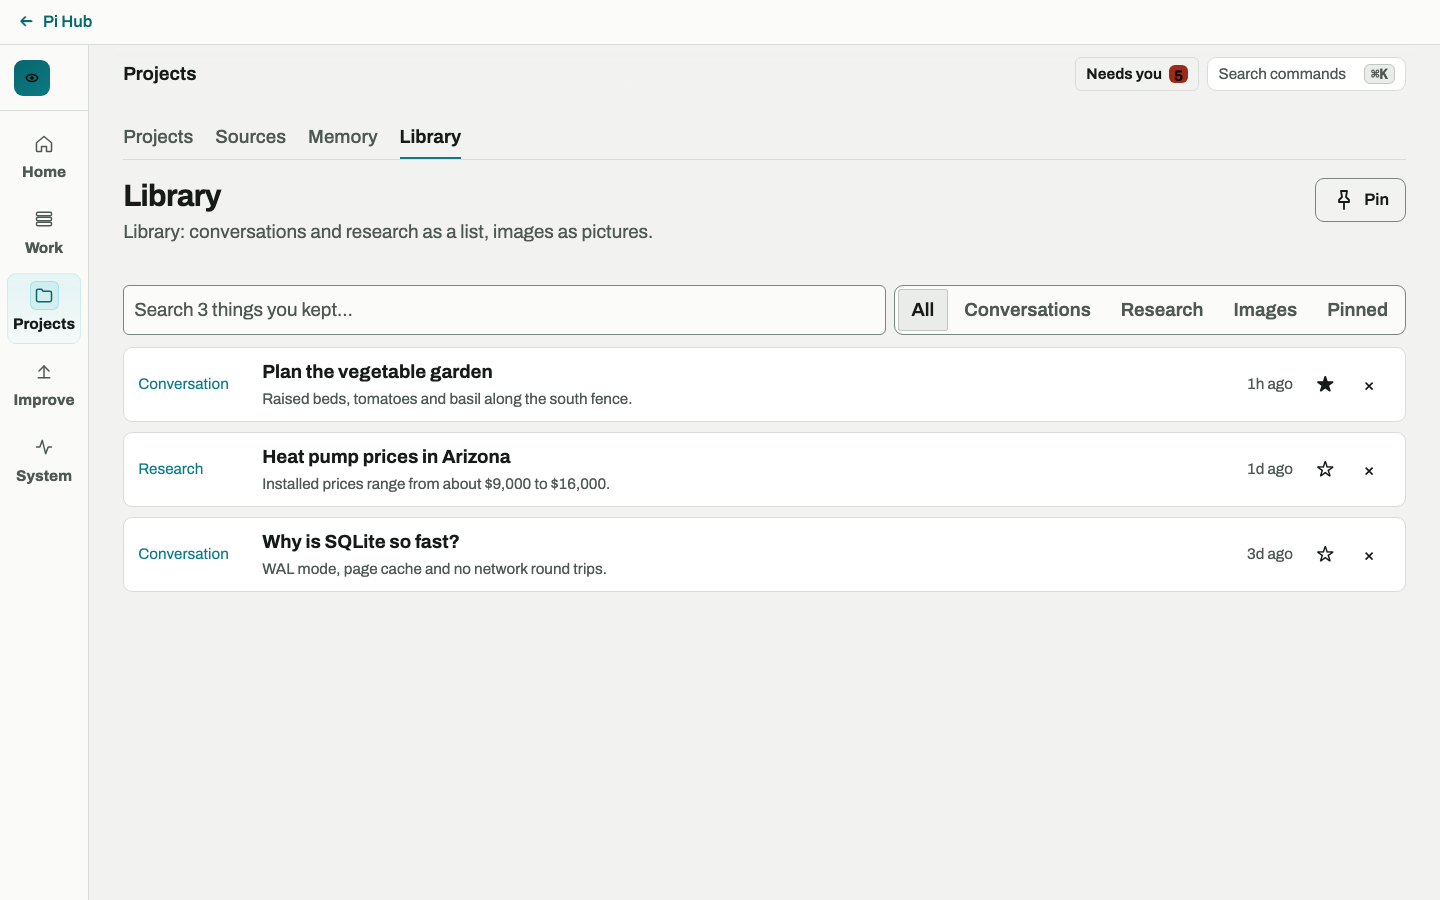 Pi Hub
Projects
Needs you 5
Search commands ⌘K
Home
Work
Projects
Improve
System
Projects Sources Memory Library
Library
Pin
Library: conversations and research as a list, images as pictures.
Search 3 things you kept...
All Conversations Research Images Pinned
Conversation
Plan the vegetable garden
Raised beds, tomatoes and basil along the south fence.
1h ago
Research
Heat pump prices in Arizona
Installed prices range from about $9,000 to $16,000.
1d ago
Conversation
Why is SQLite so fast?
WAL mode, page cache and no network round trips.
3d ago